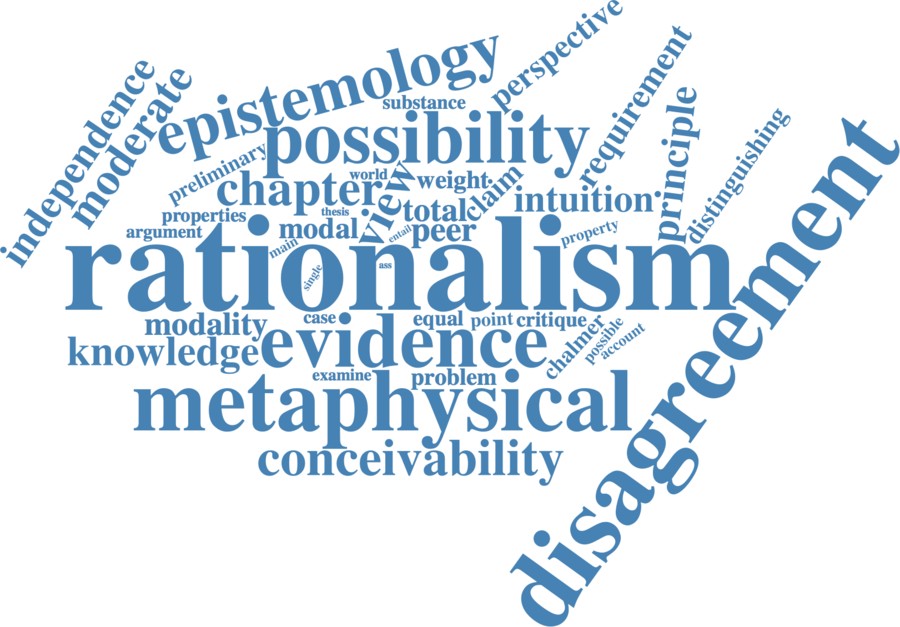 perspective
epistemology
independence
moderate
substance
requirement
possibility
principle
distinguishing
preliminary
chapter
world
view
weight
claim
intuition
disagreement
properties
thesis
total
argument
modal
entail
peer
property
main
rationalism
single
ass
case
modality
equal
point
critique
knowledge
evidence
chalmer
possible
account
examine
problem
metaphysical
conceivability